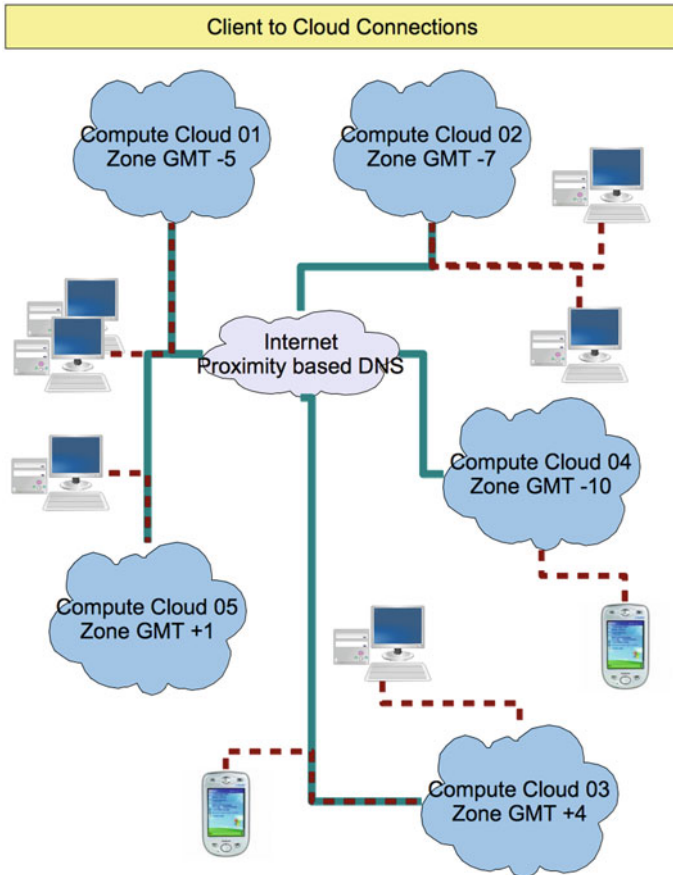 Client to Cloud Connections
Compute Cloud 01
Zone GMT -5
Compute Cloud 02
Zone GMT -7
Internet
Proximity based DNS
Compute Cloud 04
Zone GMT -10
Compute Cloud 05
Zone GMT +1
Compute Cloud 03
Zone GMT +4